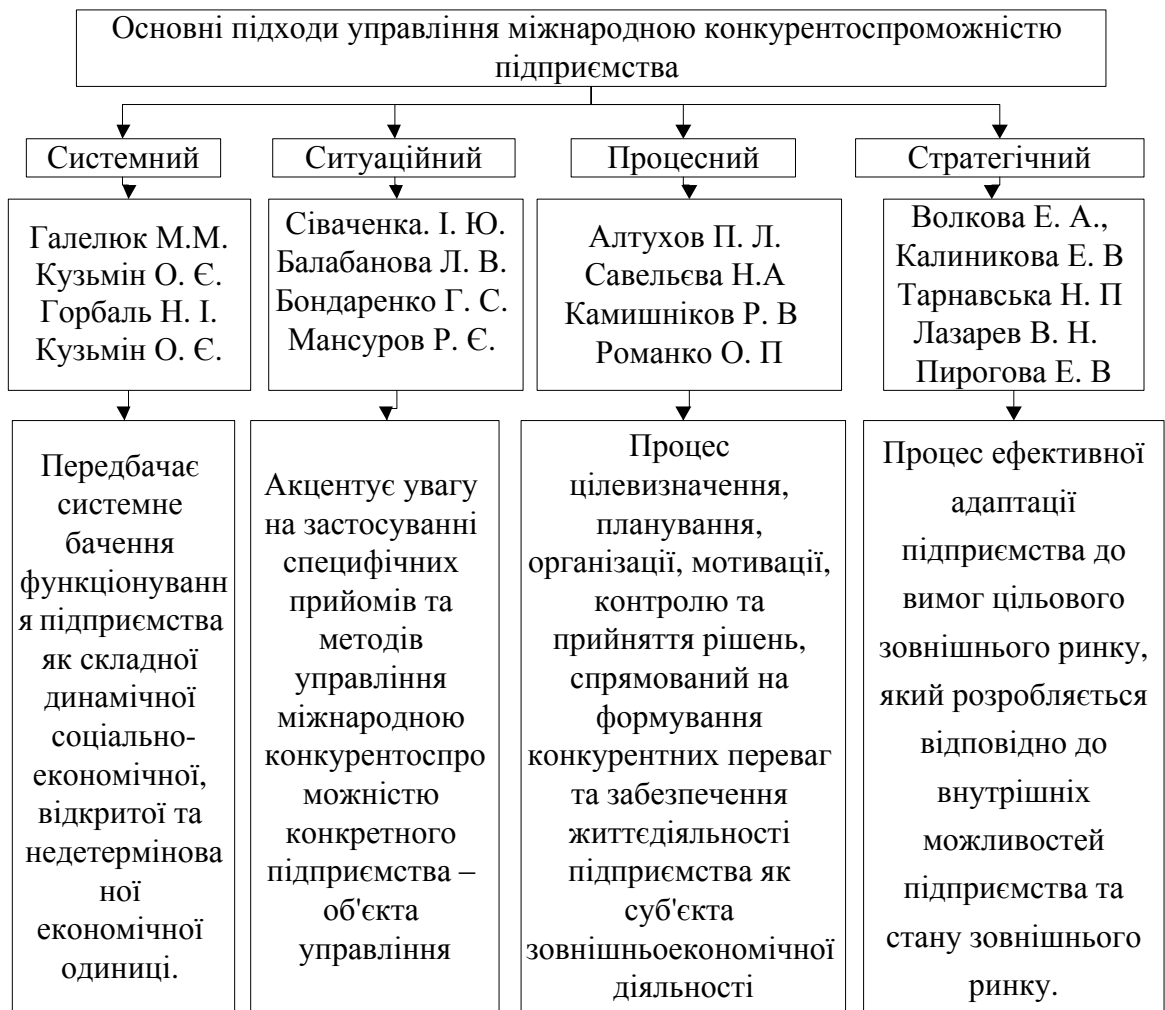 Основні підходи управління міжнародною конкурентоспроможністю
підприємства
Системний
Ситуаційний
Процесний
Стратегічний
Галелюк М.М.
Кузьмін О. Є.
Горбаль Н. І.
Кузьмін О. Є.
Сіваченка. І. Ю.
Балабанова Л. В.
Бондаренко Г. С.
Мансуров Р. Є.
Алтухов П. Л.
Савельєва Н.А
Камишніков Р. В
Романко О. П
Волкова Е. А.,
Калиникова Е. В
Тарнавська Н. П
Лазарев В. Н.
Пирогова Е. В
Передбачає
системне
бачення
функціонуванн
я підприємства
як складної
динамічної
соціально-
економічної,
відкритої та
недетермінова
ної
економічної
одиниці.
Акцентує увагу
на застосуванні
специфічних
прийомів та
методів
управління
міжнародною
конкурентоспро
можністю
конкретного
підприємства –
об'єкта
управління
Процес
цілевизначення,
планування,
організації, мотивації,
контролю та
прийняття рішень,
спрямований на
формування
конкурентних переваг
та забезпечення
життєдіяльності
підприємства як
суб'єкта
зовнішньоекономічної
діяльності
Процес ефективної
адаптації
підприємства до
вимог цільового
зовнішнього ринку,
який розробляється
відповідно до
внутрішніх
можливостей
підприємства та
стану зовнішнього
ринку.